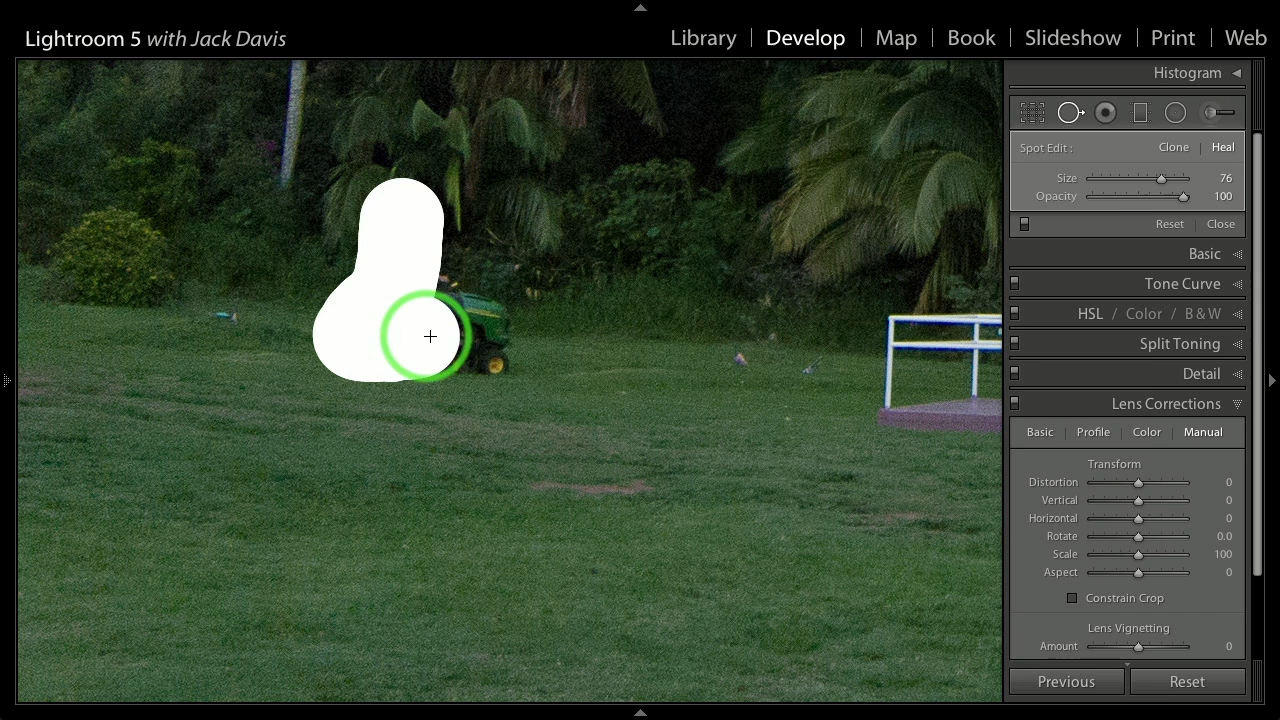 Lightroom 5 with Jack Davis
Library | Develop | Map | Book | Slideshow | Print | Web
Histogram
Spot Edit : Clone | Heal
Size 76
Opacity 100
Reset | Close
Basic
Tone Curve
HSL / Color / B & W
Split Toning
Detail
Lens Corrections
Basic | Profile | Color | Manual
Transform
Distortion 0
Vertical 0
Horizontal 0
Rotate 0.0
Scale 100
Aspect 0
Constrain Crop
Lens Vignetting
Amount 0
Previous Reset